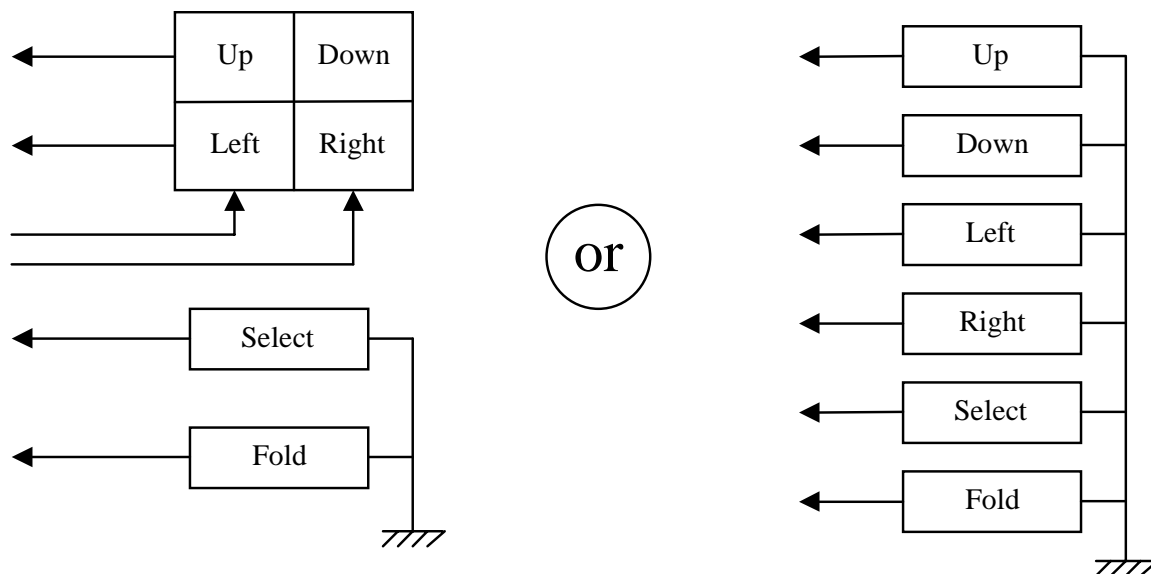 Up Down
Left Right
Select
Fold
or
Up
Down
Left
Right
Select
Fold